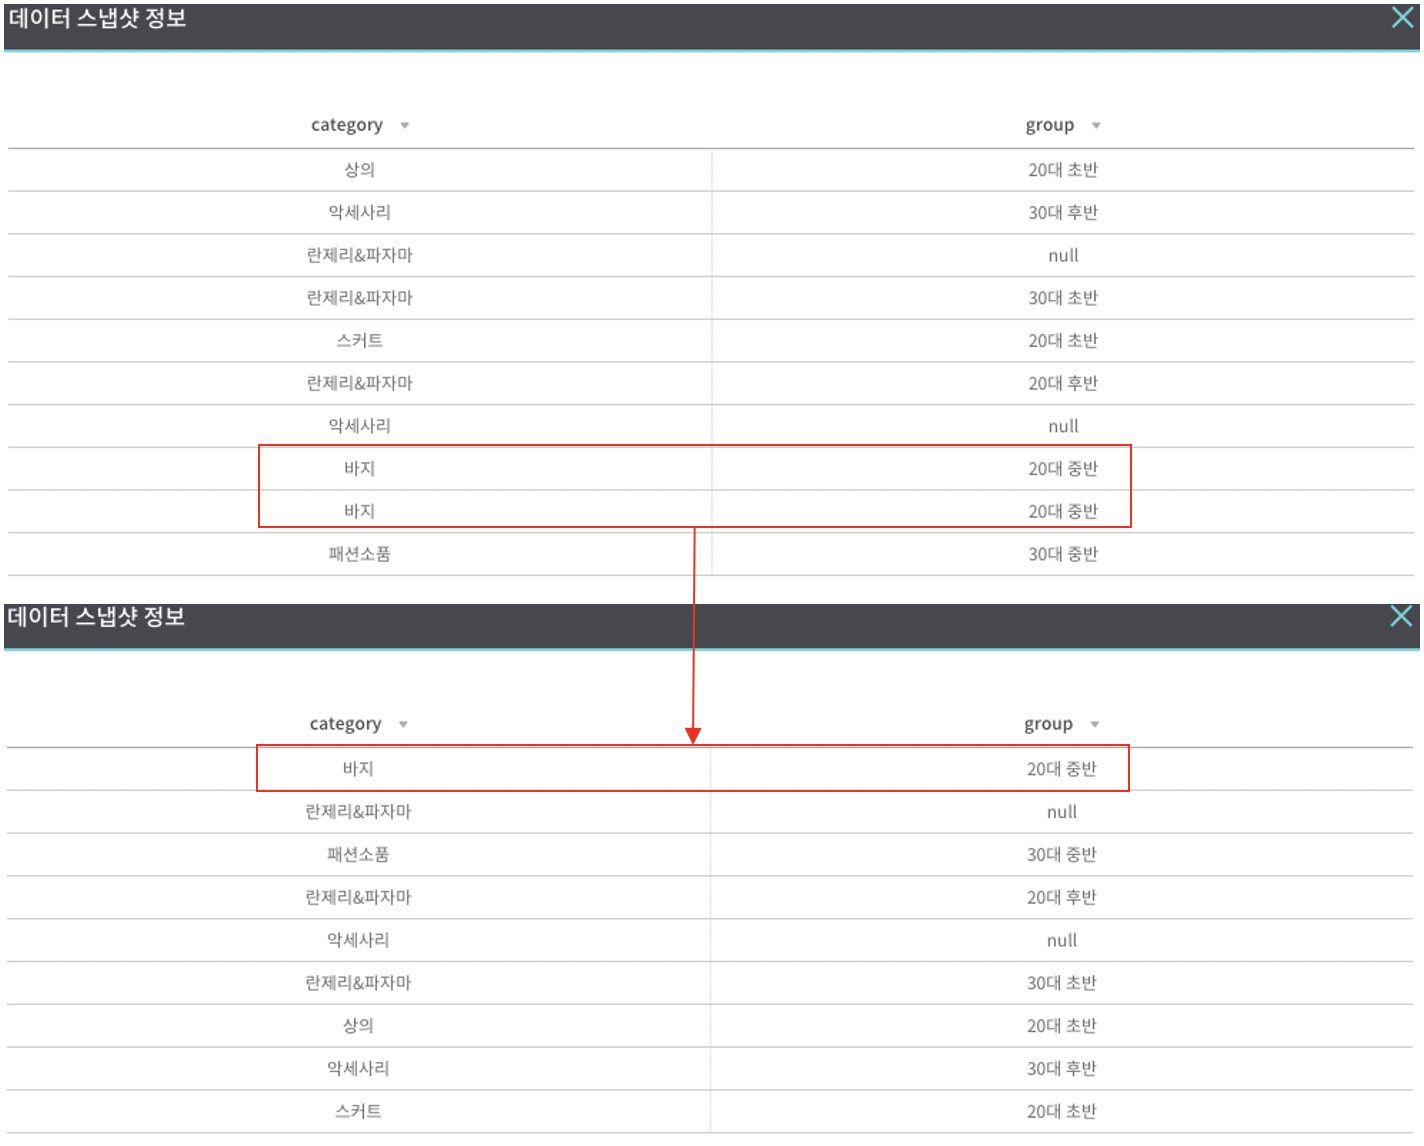 데이터 스냅샷 정보
category group
상의 20대 초반
악세사리 30대 후반
란제리&파자마 null
란제리&파자마 30대 초반
스커트 20대 초반
란제리&파자마 20대 후반
악세사리 null
바지 20대 중반
바지 20대 중반
패션소품 30대 중반
데이터 스냅샷 정보
category group
바지 20대 중반
란제리&파자마 null
패션소품 30대 중반
란제리&파자마 20대 후반
악세사리 null
란제리&파자마 30대 초반
상의 20대 초반
악세사리 30대 후반
스커트 20대 초반